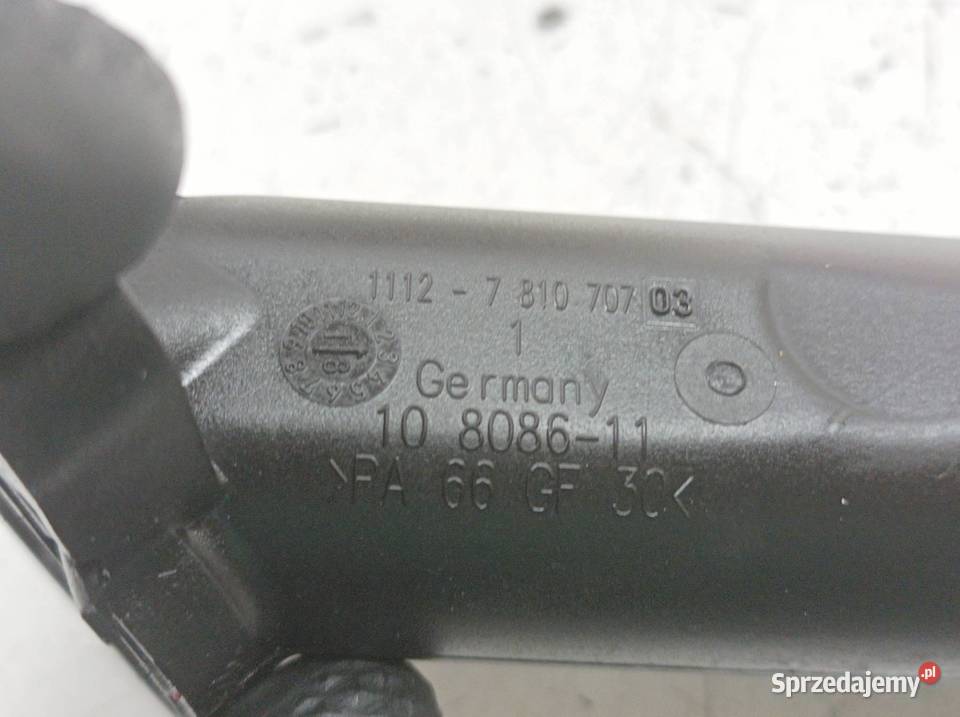 1112 - 7 810 707 03
1
Germany
10 8086-11
>PA 66 GF 30<
Sprzedajemy.pl